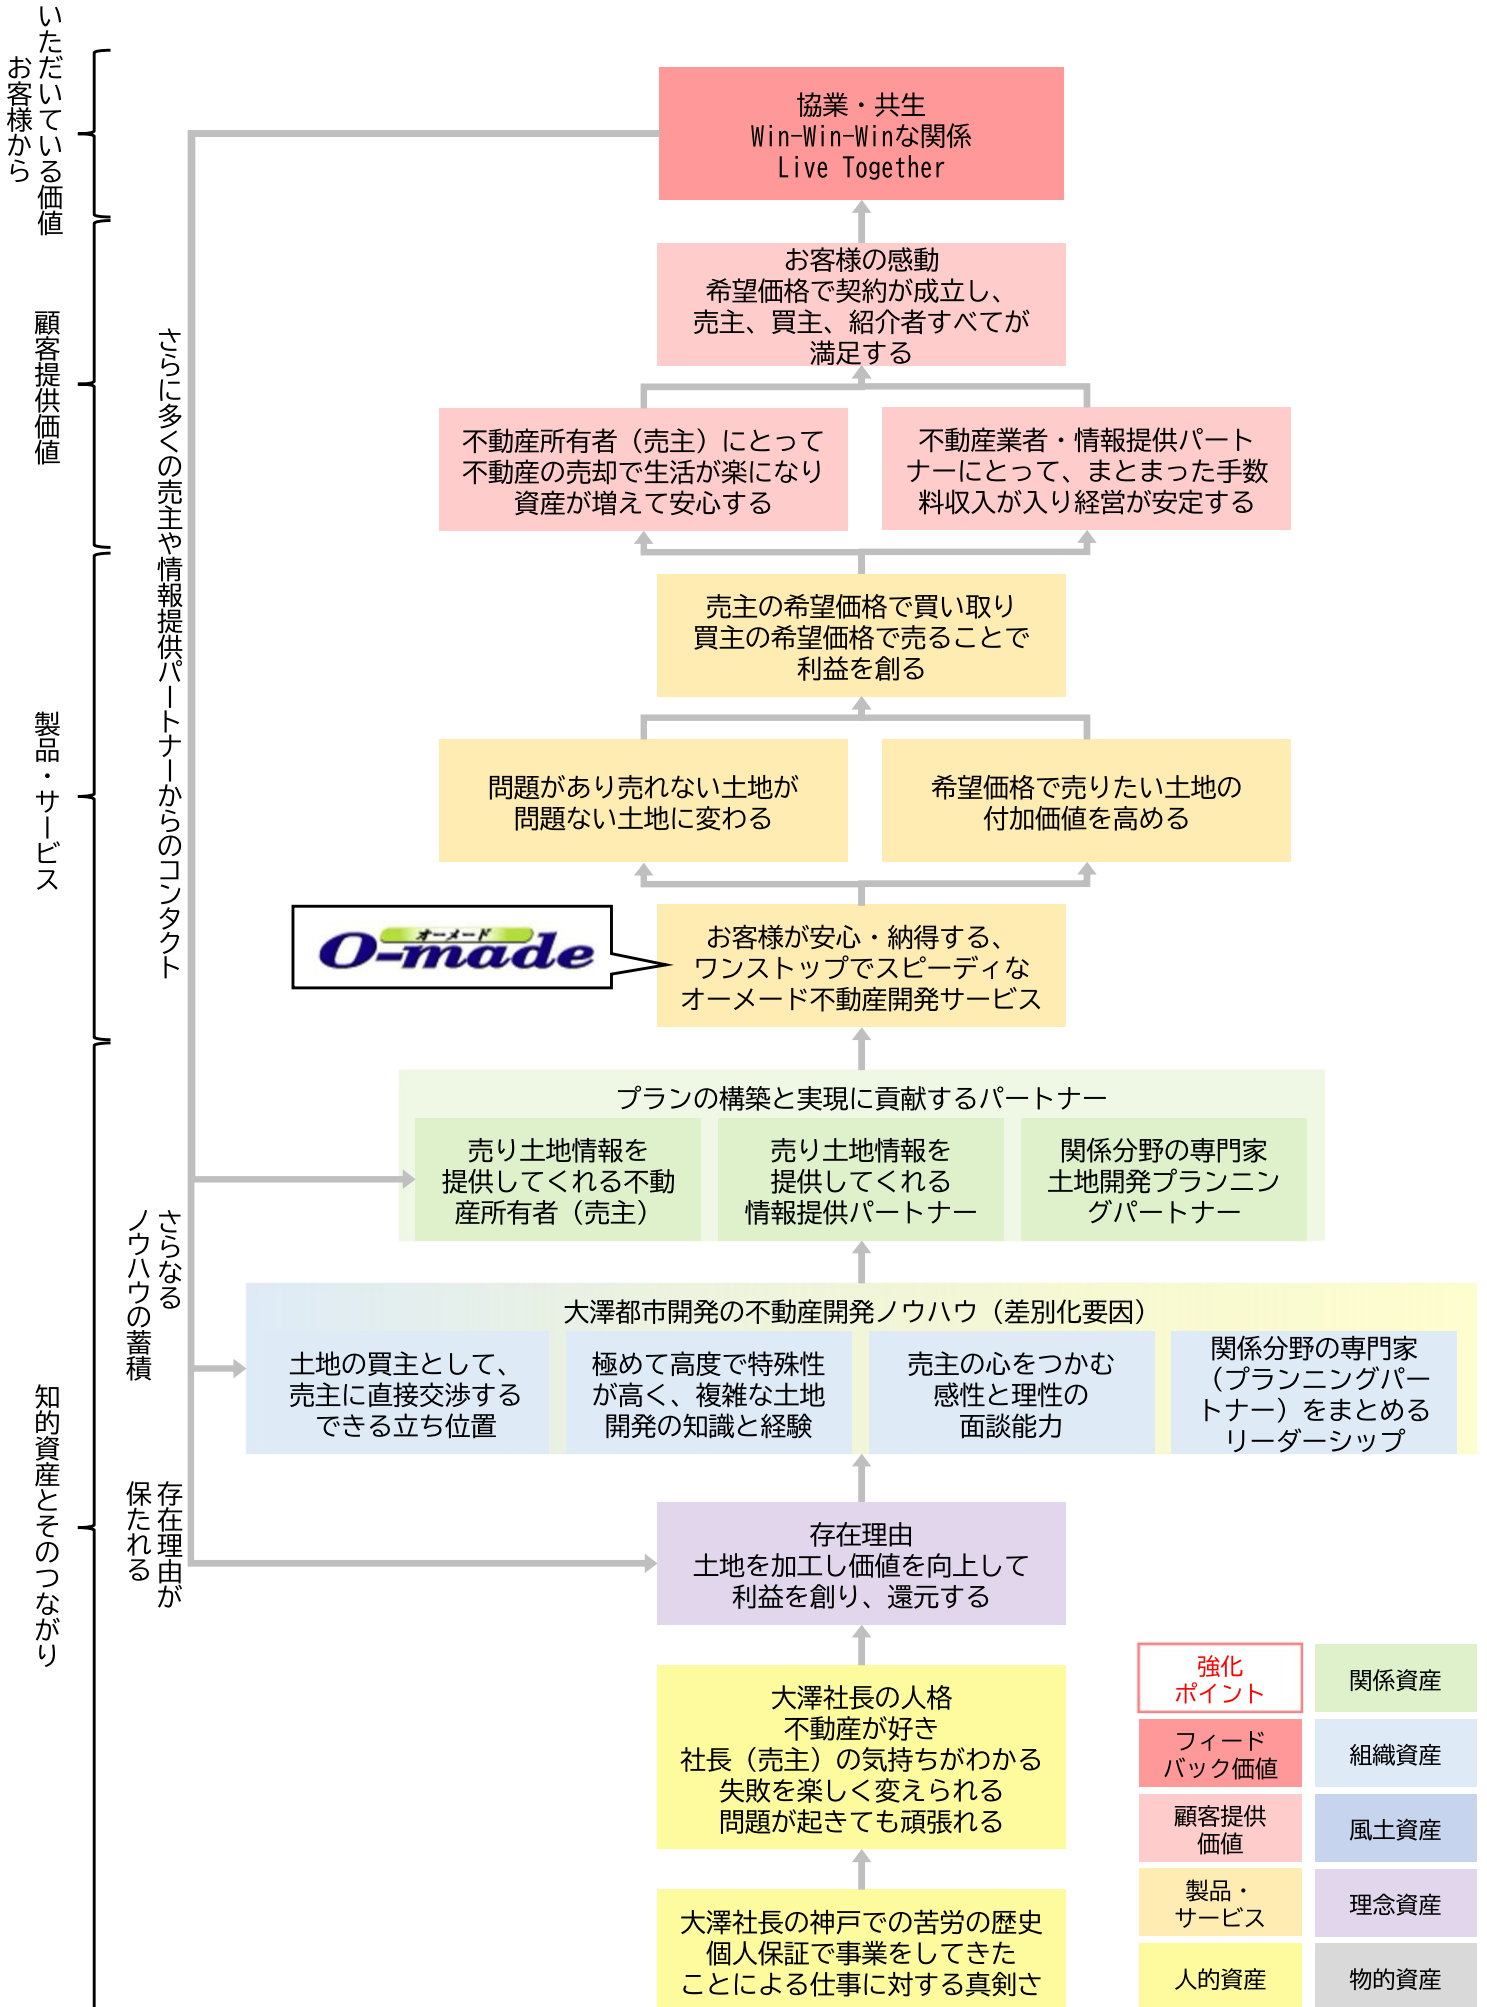 お客様から
いただいている価値
協業・共生
Win-Win-Winな関係
Live Together
顧客提供価値
お客様の感動
希望価格で契約が成立し、
売主、買主、紹介者すべてが
満足する
さらに多くの売主や情報提供パートナーからのコンタクト
不動産所有者（売主）にとって
不動産の売却で生活が楽になり
資産が増えて安心する
不動産業者・情報提供パート
ナーにとって、まとまった手数
料収入が入り経営が安定する
製品・サービス
売主の希望価格で買い取り
買主の希望価格で売ることで
利益を創る
問題があり売れない土地が
問題ない土地に変わる
希望価格で売りたい土地の
付加価値を高める
オーメード
O-made
お客様が安心・納得する、
ワンストップでスピーディな
オーメード不動産開発サービス
知的資産とそのつながり
プランの構築と実現に貢献するパートナー
売り土地情報を
提供してくれる不動
産所有者（売主）
売り土地情報を
提供してくれる
情報提供パートナー
関係分野の専門家
土地開発プランニン
グパートナー
さらなる
ノウハウの蓄積
大澤都市開発の不動産開発ノウハウ（差別化要因）
土地の買主として、
売主に直接交渉する
できる立ち位置
極めて高度で特殊性
が高く、複雑な土地
開発の知識と経験
売主の心をつかむ
感性と理性の
面談能力
関係分野の専門家
（プランニングパー
トナー）をまとめる
リーダーシップ
存在理由が
保たれる
存在理由
土地を加工し価値を向上して
利益を創り、還元する
大澤社長の人格
不動産が好き
社長（売主）の気持ちがわかる
失敗を楽しく変えられる
問題が起きても頑張れる
大澤社長の神戸での苦労の歴史
個人保証で事業をしてきた
ことによる仕事に対する真剣さ
強化
ポイント
関係資産
フィード
バック価値
組織資産
顧客提供
価値
風土資産
製品・
サービス
理念資産
人的資産
物的資産